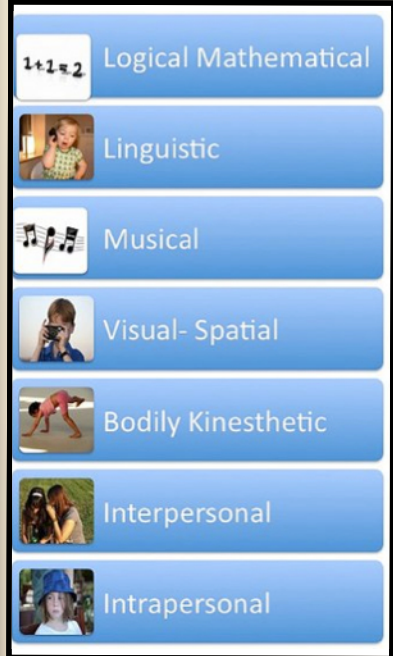 1+1=2
Logical Mathematical
Linguistic
Musical
Visual- Spatial
Bodily Kinesthetic
Interpersonal
Intrapersonal